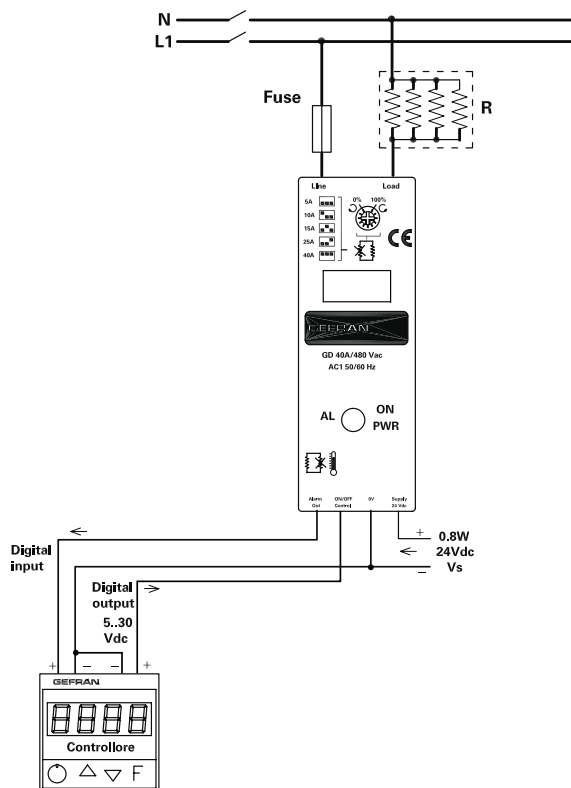 N
L1
Fuse
R
Line Load
5A
10A
15A
25A
40A
0% 100%
CE
GEFRAN
GD 40A/480 Vac
AC1 50/60 Hz
AL
ON
PWR
Alarm
Out
ON/OFF
Control
0V
Supply
24 Vdc
+
0.8W
24Vdc
Vs
–
Digital
input
Digital
output
5..30
Vdc
+ – – +
GEFRAN
8888
Controllore
F